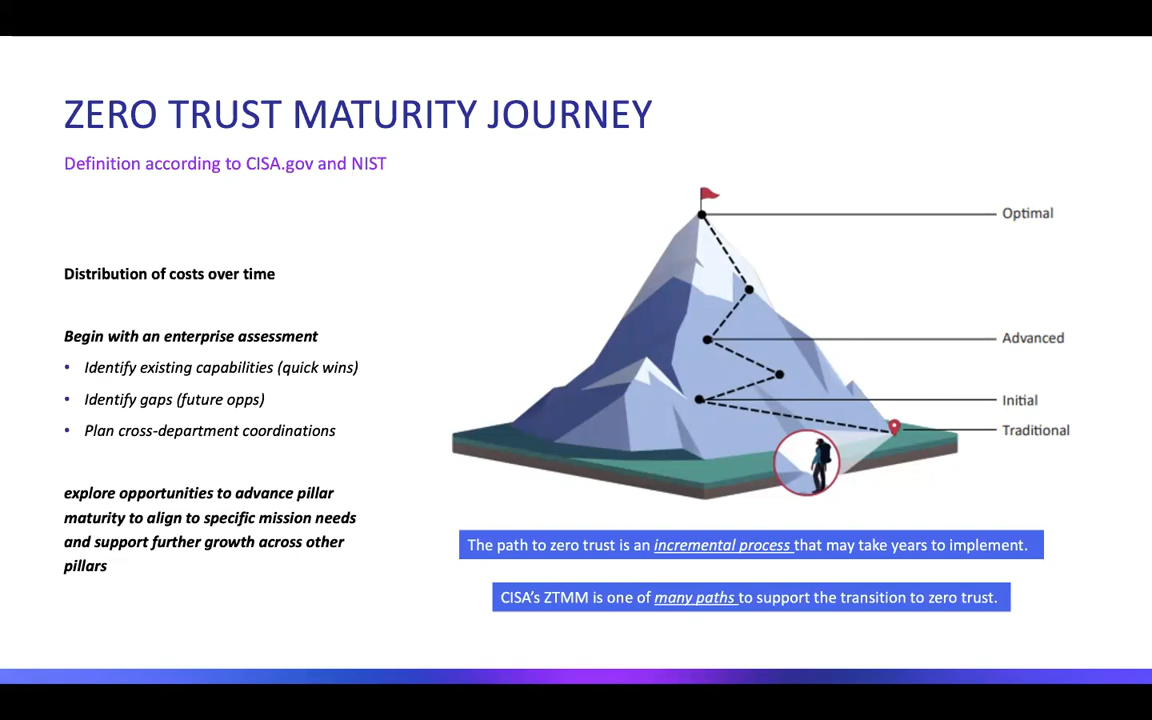 ZERO TRUST MATURITY JOURNEY
Definition according to CISA.gov and NIST
Distribution of costs over time
Begin with an enterprise assessment
• Identify existing capabilities (quick wins)
• Identify gaps (future opps)
• Plan cross-department coordinations
explore opportunities to advance pillar
maturity to align to specific mission needs
and support further growth across other
pillars
Optimal
Advanced
Initial
Traditional
The path to zero trust is an incremental process that may take years to implement.
CISA’s ZTMM is one of many paths to support the transition to zero trust.